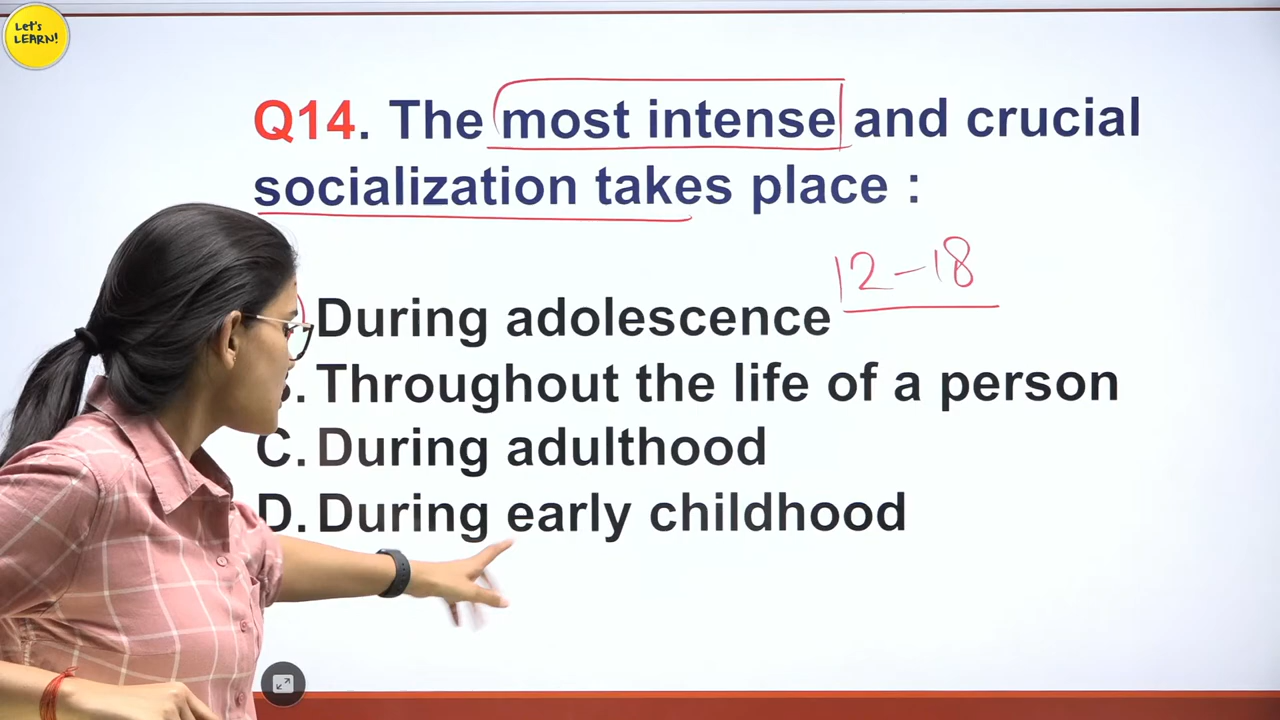 Let's
LEARN!
Q14. The most intense and crucial
socialization takes place :
12-18
During adolescence
Throughout the life of a person
C. During adulthood
D. During early childhood